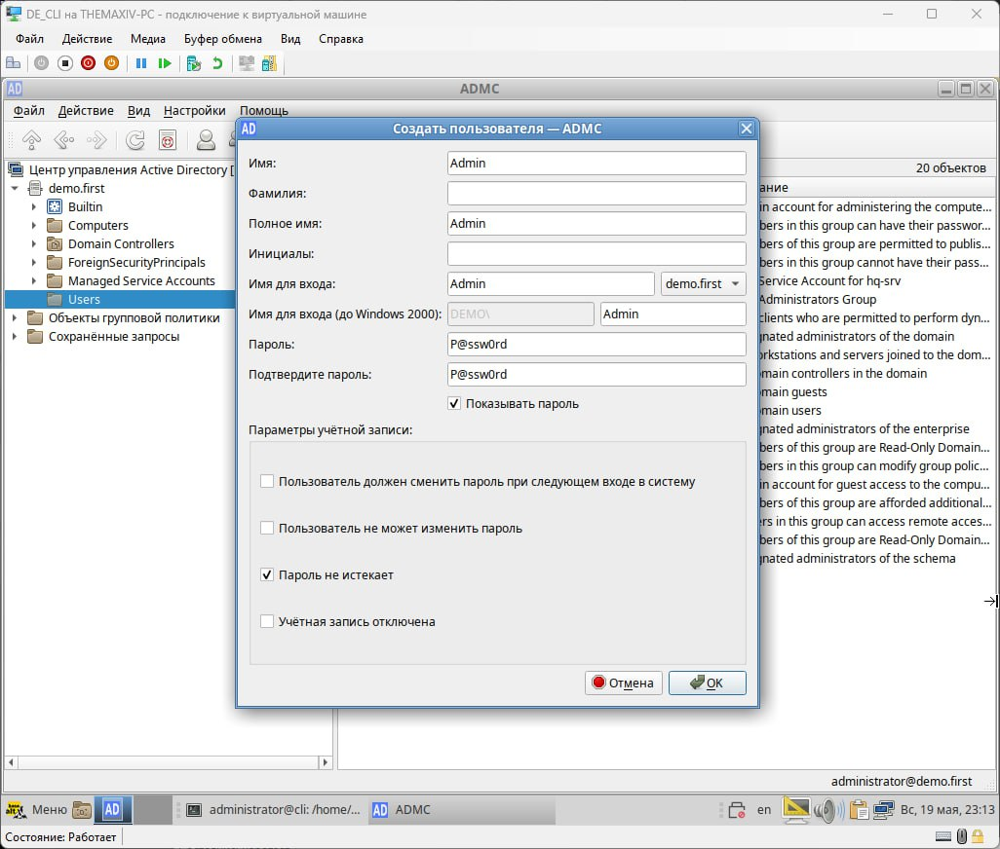 DE_CLI на THEMAXIV-PC - подключение к виртуальной машине
Файл Действие Медиа Буфер обмена Вид Справка
AD ADMC
Файл Действие Вид Настройки Помощь
AD Создать пользователя — ADMC
Центр управления Active Directory [
demo.first
Builtin
Computers
Domain Controllers
ForeignSecurityPrincipals
Managed Service Accounts
Users
Объекты групповой политики
Сохранённые запросы
Имя: Admin
Фамилия:
Полное имя: Admin
Инициалы:
Имя для входа: Admin demo.first
Имя для входа (до Windows 2000): DEMO\ Admin
Пароль: P@ssw0rd
Подтвердите пароль: P@ssw0rd
Показывать пароль
Параметры учётной записи:
Пользователь должен сменить пароль при следующем входе в систему
Пользователь не может изменить пароль
Пароль не истекает
Учётная запись отключена
Отмена OK
20 объектов
ание
in account for administering the compute...
bers in this group can have their passwor...
bers of this group are permitted to publis...
bers in this group cannot have their pass...
Service Account for hq-srv
Administrators Group
clients who are permitted to perform dyn...
gnated administrators of the domain
orkstations and servers joined to the dom...
main controllers in the domain
main guests
main users
gnated administrators of the enterprise
bers of this group are Read-Only Domain...
bers in this group can modify group polic...
in account for guest access to the compu...
bers of this group are afforded additional...
ers in this group can access remote acces...
bers of this group are Read-Only Domain...
gnated administrators of the schema
administrator@demo.first
alt Меню AD administrator@cli: /home/... AD ADMC en Вс, 19 мая, 23:13
Состояние: Работает